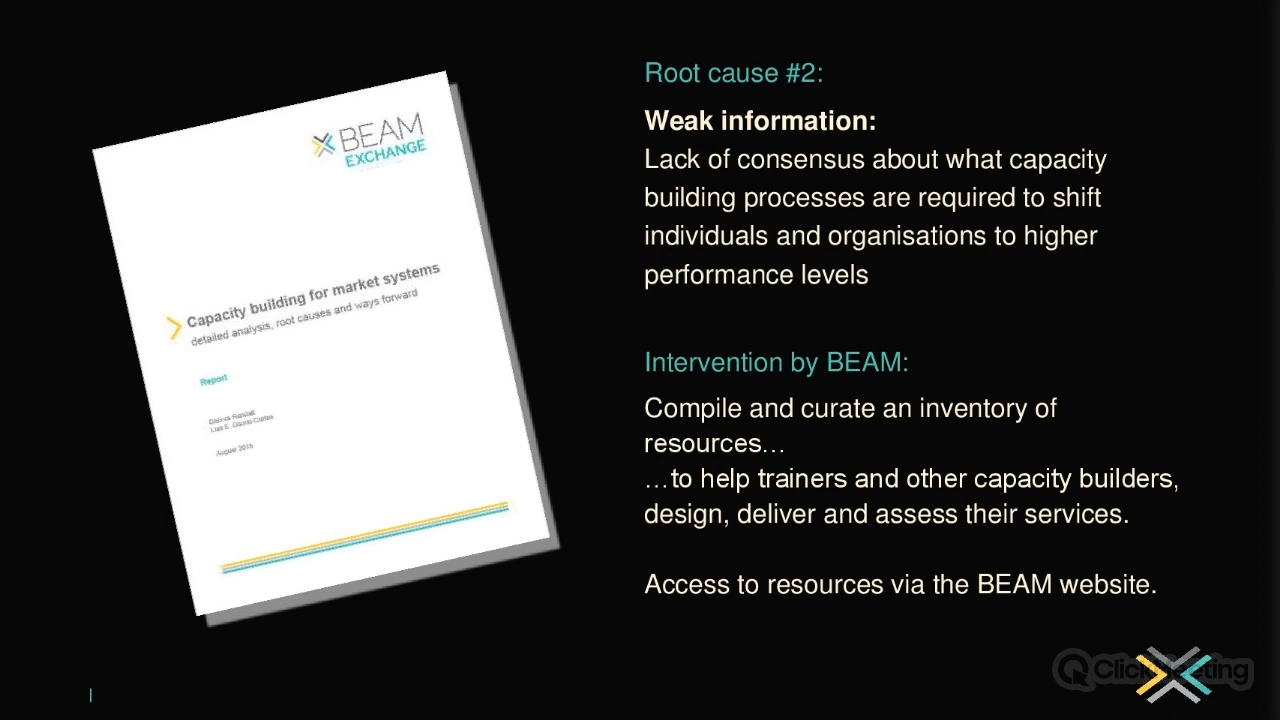 BEAM
EXCHANGE
Capacity building for market systems
detailed analysis, root causes and ways forward
Report
August
Root cause #2:
Weak information:
Lack of consensus about what capacity
building processes are required to shift
individuals and organisations to higher
performance levels
Intervention by BEAM:
Compile and curate an inventory of
resources…
…to help trainers and other capacity builders,
design, deliver and assess their services.
Access to resources via the BEAM website.
ClickMeeting